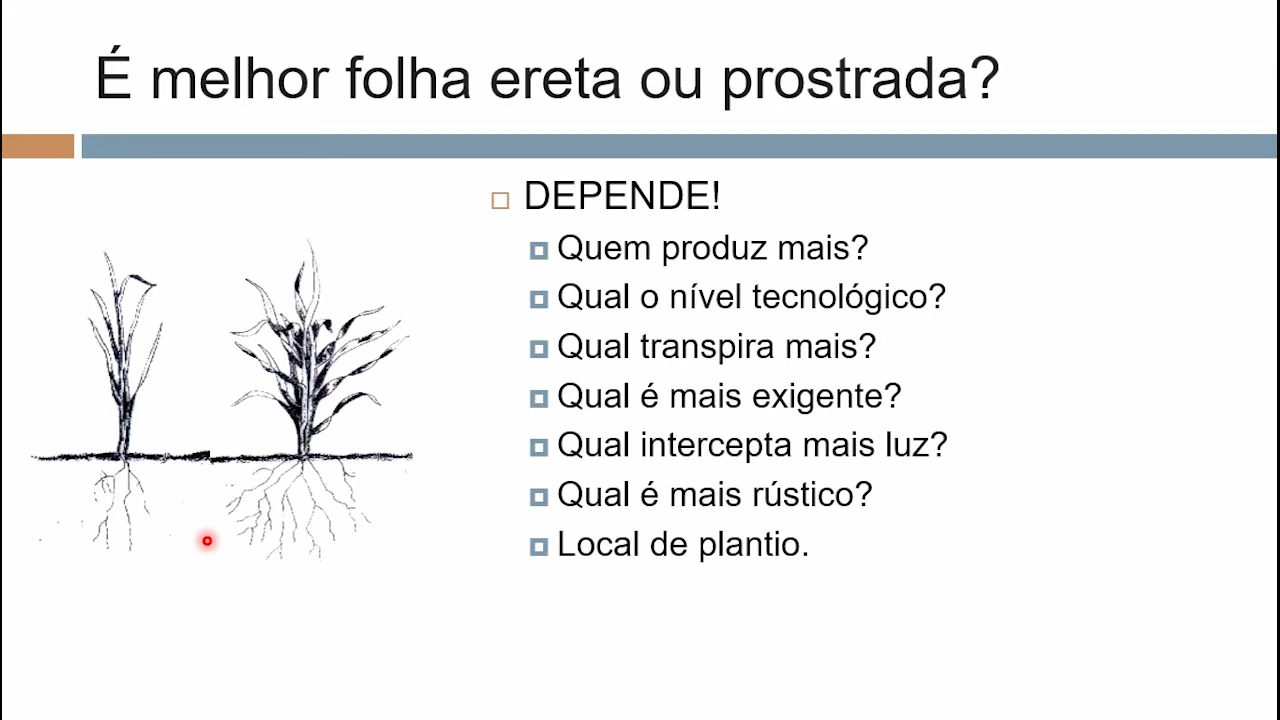 É melhor folha ereta ou prostrada?
DEPENDE!
Quem produz mais?
Qual o nível tecnológico?
Qual transpira mais?
Qual é mais exigente?
Qual intercepta mais luz?
Qual é mais rústico?
Local de plantio.